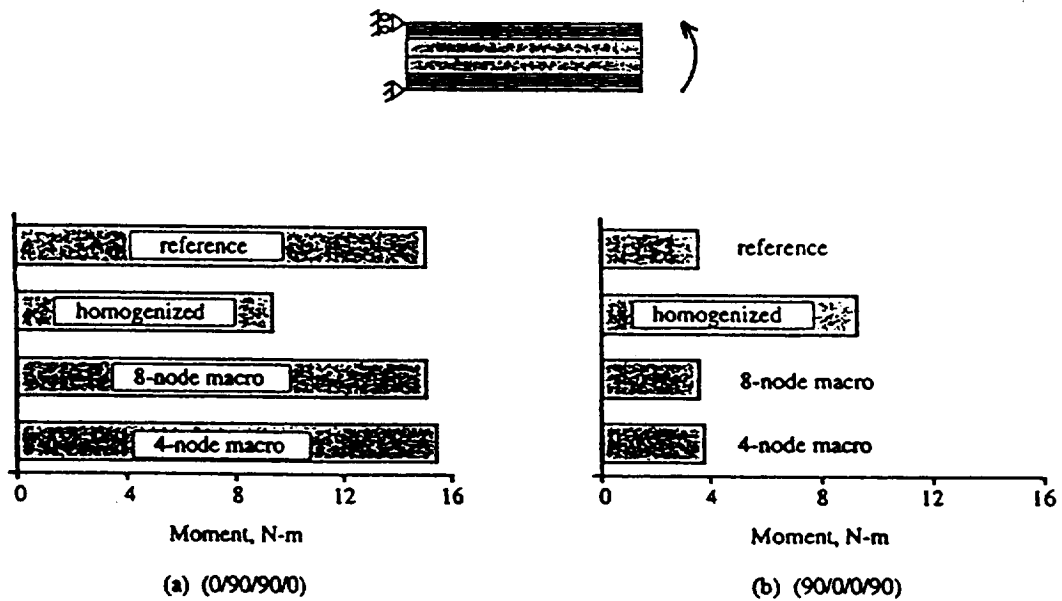 reference
homogenized
8-node macro
4-node macro
0 4 8 12 16
Moment, N-m
(a) (0/90/90/0)
reference
homogenized
8-node macro
4-node macro
0 4 8 12 16
Moment, N-m
(b) (90/0/0/90)